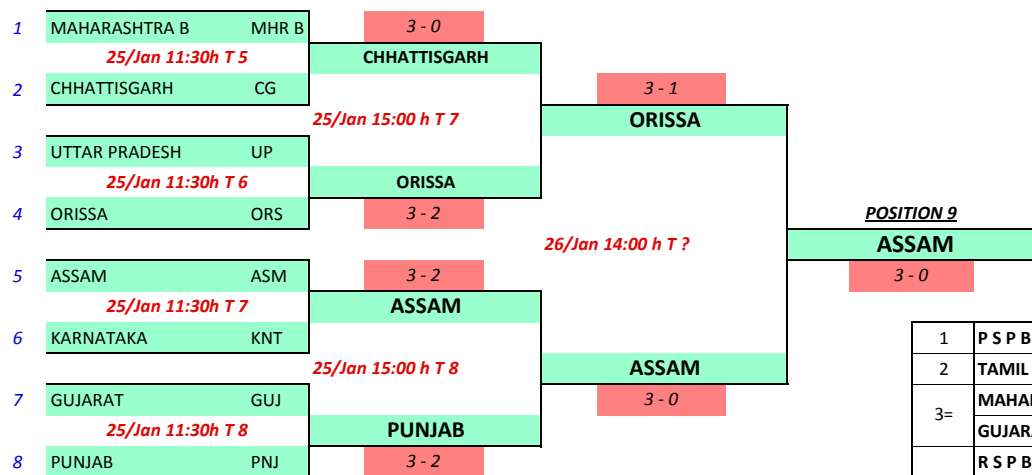 1 MAHARASHTRA B MHR B 3 - 0
25/Jan 11:30h T 5 CHHATTISGARH
2 CHHATTISGARH CG 3 - 1
25/Jan 15:00 h T 7 ORISSA
3 UTTAR PRADESH UP
25/Jan 11:30h T 6 ORISSA
4 ORISSA ORS 3 - 2 POSITION 9
26/Jan 14:00 h T ? ASSAM
5 ASSAM ASM 3 - 2 3 - 0
25/Jan 11:30h T 7 ASSAM
6 KARNATAKA KNT 1 P S P B
25/Jan 15:00 h T 8 ASSAM 2 TAMIL
7 GUJARAT GUJ 3 - 0
25/Jan 11:30h T 8 PUNJAB 3=
8 PUNJAB PNJ 3 - 2 R S P B